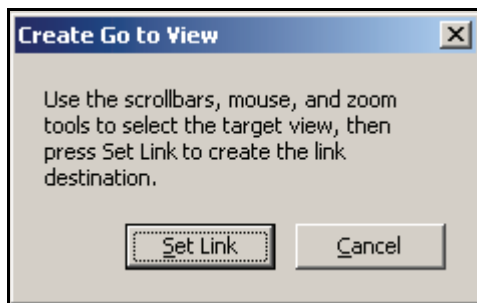 Create Go to View
Use the scrollbars, mouse, and zoom
tools to select the target view, then
press Set Link to create the link
destination.
Set Link Cancel